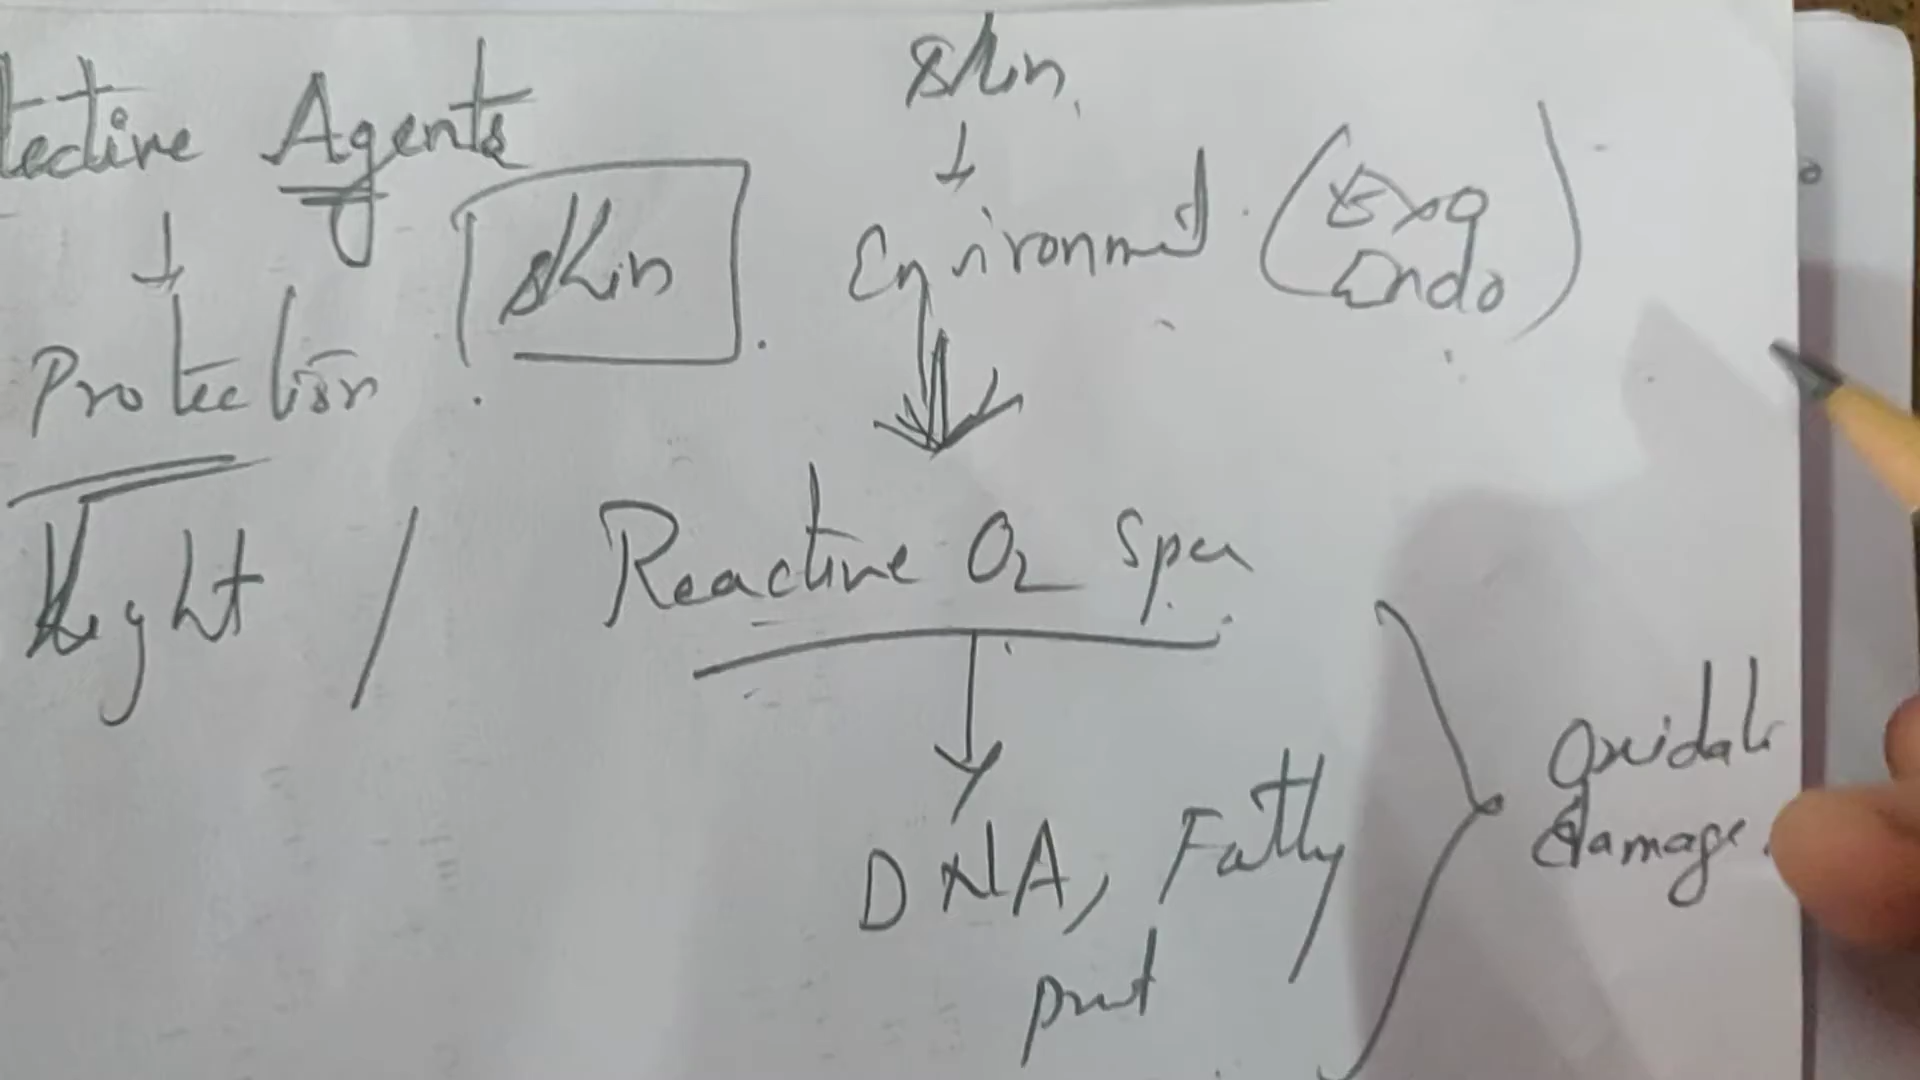 tective Agents
Protection.
skin
Light /
skin
Environment. (Exo
Endo)
Reactive O2 Spe
DNA, Fatty
prot
Oxidati
damage.